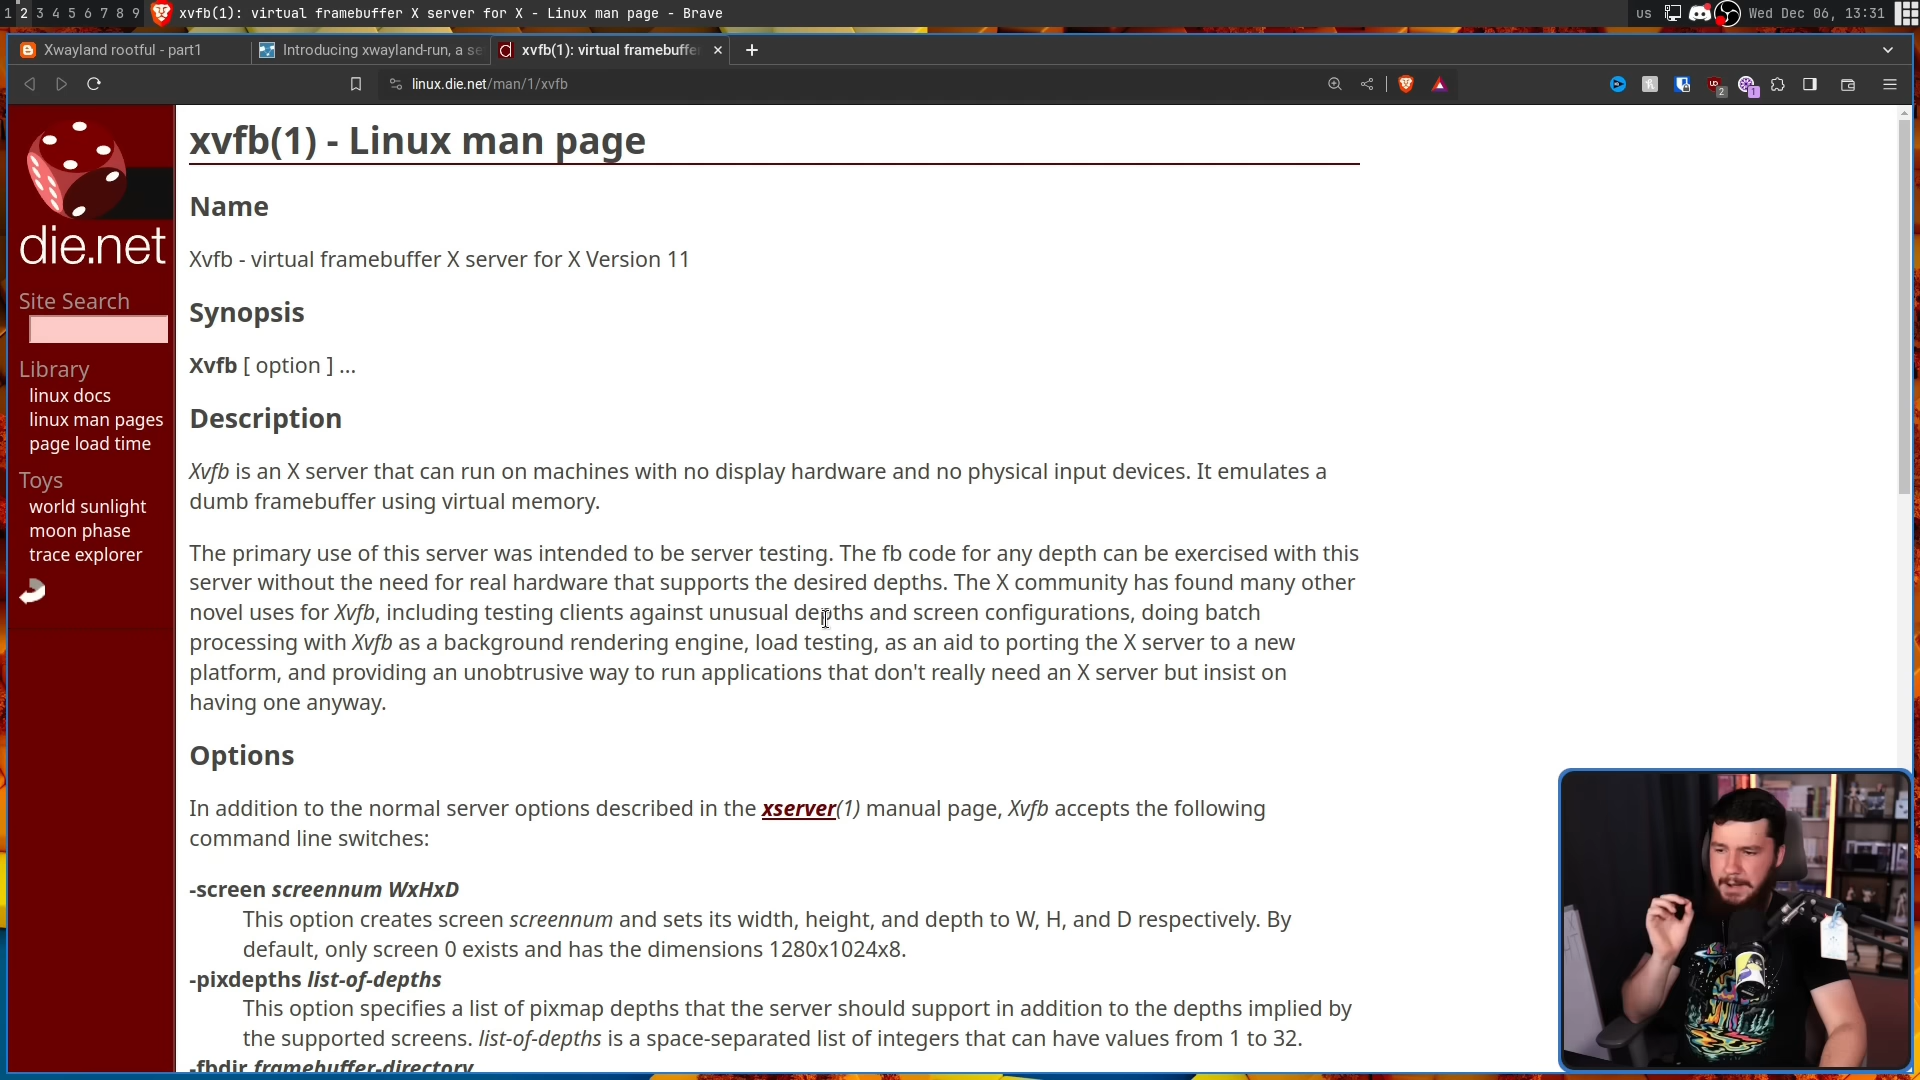 1 2 3 4 5 6 7 8 9 xvfb(1): virtual framebuffer X server for X - Linux man page - Brave us Wed Dec 06, 13:31
Xwayland rootful - part1 Introducing xwayland-run, a se xvfb(1): virtual framebuffe
linux.die.net/man/1/xvfb 2 1
die.net
Site Search
Library
linux docs
linux man pages
page load time
Toys
world sunlight
moon phase
trace explorer
xvfb(1) - Linux man page
Name
Xvfb - virtual framebuffer X server for X Version 11
Synopsis
Xvfb [ option ] ...
Description
Xvfb is an X server that can run on machines with no display hardware and no physical input devices. It emulates a
dumb framebuffer using virtual memory.
The primary use of this server was intended to be server testing. The fb code for any depth can be exercised with this
server without the need for real hardware that supports the desired depths. The X community has found many other
novel uses for Xvfb, including testing clients against unusual depths and screen configurations, doing batch
processing with Xvfb as a background rendering engine, load testing, as an aid to porting the X server to a new
platform, and providing an unobtrusive way to run applications that don't really need an X server but insist on
having one anyway.
Options
In addition to the normal server options described in the xserver(1) manual page, Xvfb accepts the following
command line switches:
-screen screennum WxHxD
This option creates screen screennum and sets its width, height, and depth to W, H, and D respectively. By
default, only screen 0 exists and has the dimensions 1280x1024x8.
-pixdepths list-of-depths
This option specifies a list of pixmap depths that the server should support in addition to the depths implied by
the supported screens. list-of-depths is a space-separated list of integers that can have values from 1 to 32.
-fbdir framebuffer-directory